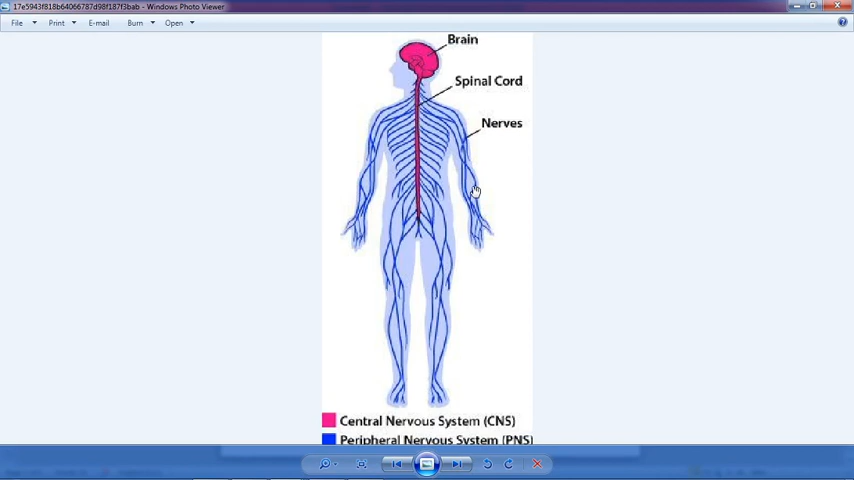 17e5943f818b64066787d98f187f3bab - Windows Photo Viewer
File Print E-mail Burn Open
Brain
Spinal Cord
Nerves
Central Nervous System (CNS)
Peripheral Nervous System (PNS)